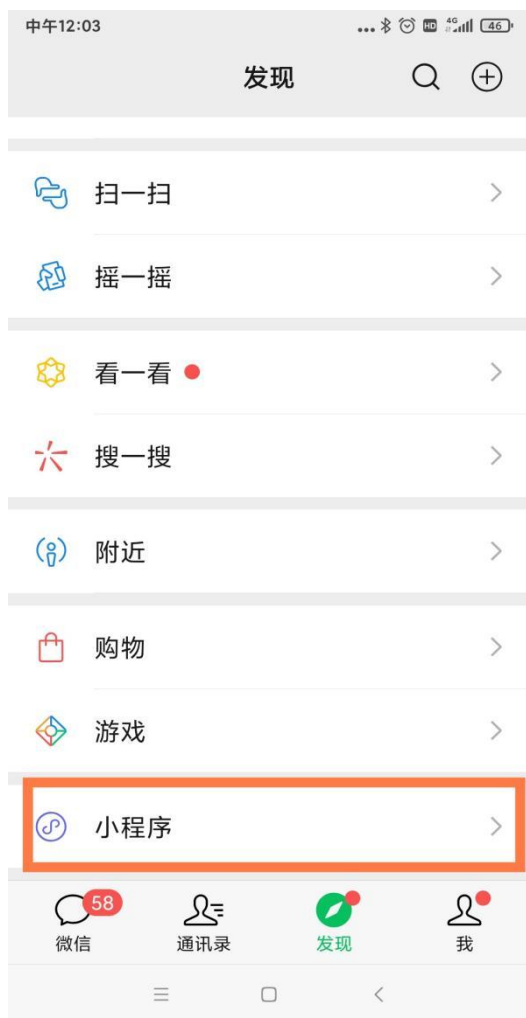 中午12:03
HD 4G 46
发现
扫一扫
摇一摇
看一看
搜一搜
附近
购物
游戏
小程序
58
微信 通讯录 发现 我